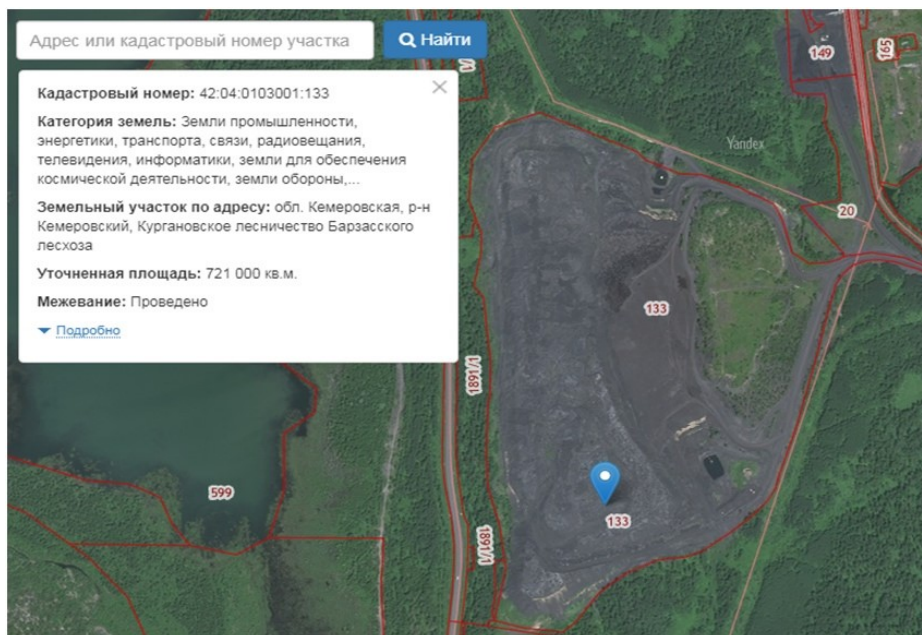 Адрес или кадастровый номер участка
Найти
Кадастровый номер: 42:04:0103001:133
Категория земель: Земли промышленности,
энергетики, транспорта, связи, радиовещания,
телевидения, информатики, земли для обеспечения
космической деятельности, земли обороны,...
Земельный участок по адресу: обл. Кемеровская, р-н
Кемеровский, Кургановское лесничество Барзасского
лесхоза
Уточненная площадь: 721 000 кв.м.
Межевание: Проведено
Подробно
149
165
1/1
Yandex
20
133
1891/1
599
133
1891/1